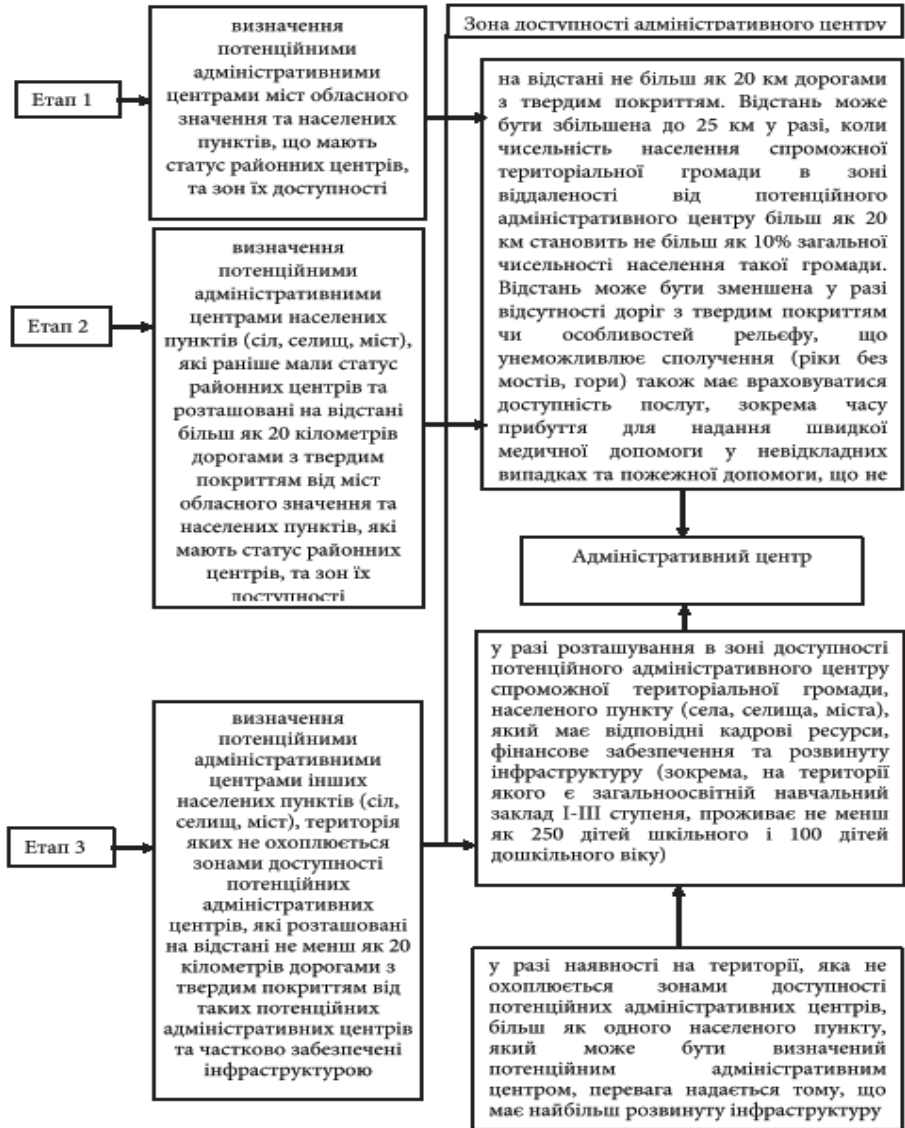 Етап 1
визначення
потенційними
адміністративними
центрами міст обласного
значення та населених
пунктів, що мають
статус районних центрів,
та зон їх доступності
Зона доступності адміністративного центру
на відстані не більш як 20 км дорогами
з твердим покриттям. Відстань може
бути збільшена до 25 км у разі, коли
чисельність населення спроможної
територіальної громади в зоні
віддаленості від потенційного
адміністративного центру більш як 20
км становить не більш як 10% загальної
чисельності населення такої громади.
Відстань може бути зменшена у разі
відсутності доріг з твердим покриттям
чи особливостей рельєфу, що
унеможливлює сполучення (ріки без
мостів, гори) також має враховуватися
доступність послуг, зокрема часу
прибуття для надання швидкої
медичної допомоги у невідкладних
випадках та пожежної допомоги, що не
Етап 2
визначення
потенційними
адміністративними
центрами населених
пунктів (сіл, селищ, міст),
які раніше мали статус
районних центрів та
розташовані на відстані
більш як 20 кілометрів
дорогами з твердим
покриттям від міст
обласного значення та
населених пунктів, які
мають статус районних
центрів, та зон їх
доступності
Адміністративний центр
Етап 3
визначення
потенційними
адміністративними
центрами інших
населених пунктів (сіл,
селищ, міст), територія
яких не охоплюється
зонами доступності
потенційних
адміністративних
центрів, які розташовані
на відстані не менш як 20
кілометрів дорогами з
твердим покриттям від
таких потенційних
адміністративних центрів
та частково забезпечені
інфраструктурою
у разі розташування в зоні доступності
потенційного адміністративного центру
спроможної територіальної громади,
населеного пункту (села, селища, міста),
який має відповідні кадрові ресурси,
фінансове забезпечення та розвинуту
інфраструктуру (зокрема, на території
якого є загальноосвітній навчальний
заклад І-ІІІ ступеня, проживає не менш
як 250 дітей шкільного і 100 дітей
дошкільного віку)
у разі наявності на території, яка не
охоплюється зонами доступності
потенційних адміністративних центрів,
більш як одного населеного пункту,
який може бути визначений
потенційним адміністративним
центром, перевага надається тому, що
має найбільш розвинуту інфраструктуру